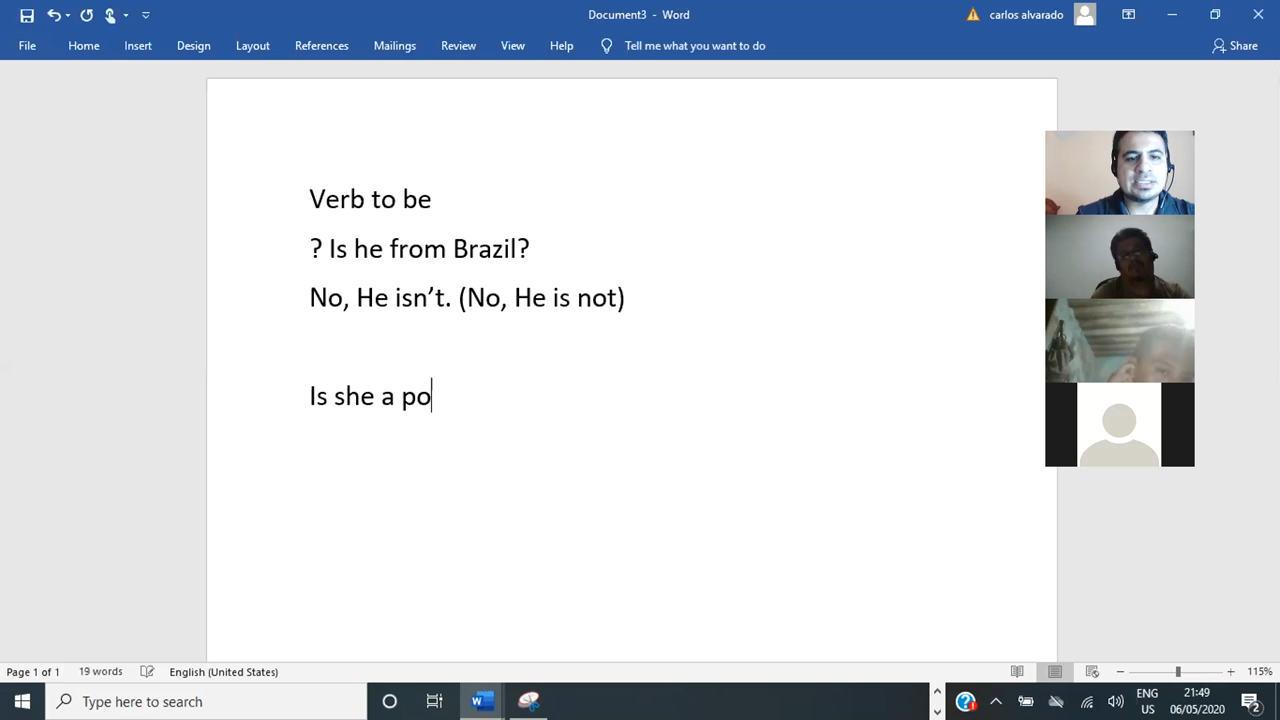 Document3 - Word
carlos alvarado
File Home Insert Design Layout References Mailings Review View Help Tell me what you want to do Share
Verb to be
? Is he from Brazil?
No, He isn’t. (No, He is not)
Is she a po
Page 1 of 1 19 words English (United States) 115%
Type here to search
ENG
US
21:49
06/05/2020
2